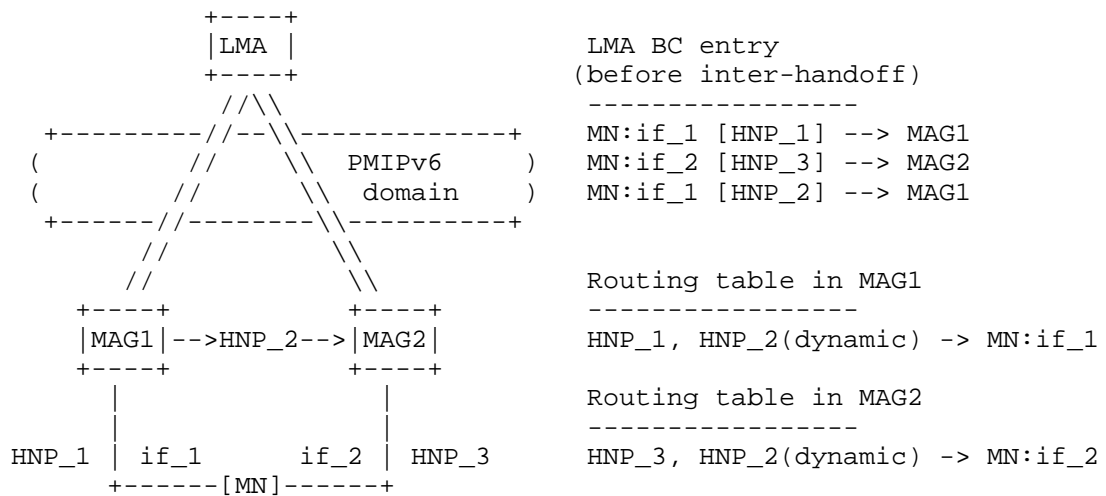 +----+
|LMA | LMA BC entry
+----+ (before inter-handoff)
//\\ -----------------
+---------//--\\-------------+ MN:if_1 [HNP_1] --> MAG1
( // \\ PMIPv6 ) MN:if_2 [HNP_3] --> MAG2
( // \\ domain ) MN:if_1 [HNP_2] --> MAG1
+------//--------\\----------+
// \\
// \\ Routing table in MAG1
+----+ +----+ -----------------
|MAG1|-->HNP_2-->|MAG2| HNP_1, HNP_2(dynamic) -> MN:if_1
+----+ +----+
| | Routing table in MAG2
| | -----------------
HNP_1 | if_1 if_2 | HNP_3 HNP_3, HNP_2(dynamic) -> MN:if_2
+------[MN]------+